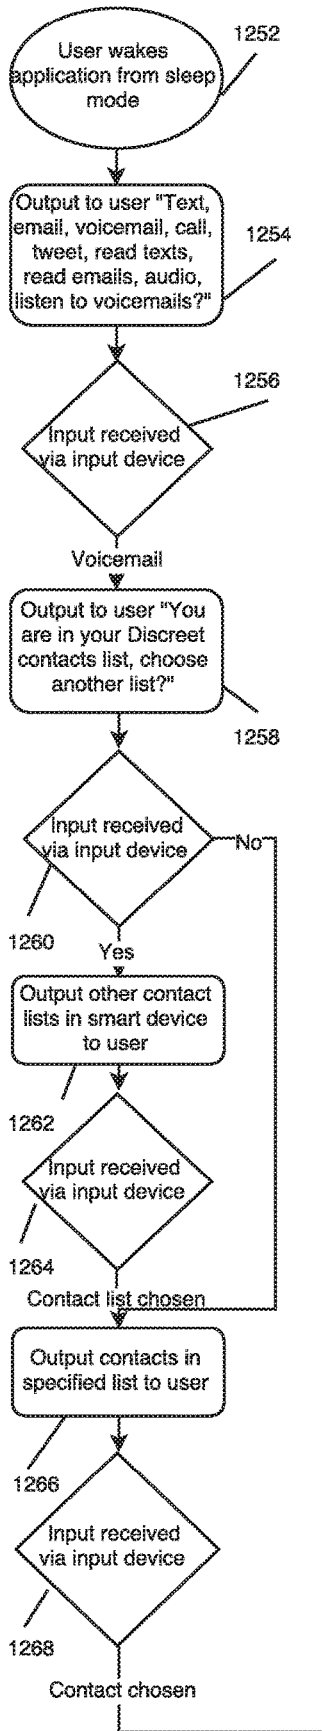 User wakes
application from sleep
mode
1252
Output to user "Text,
email, voicemail, call,
tweet, read texts,
read emails, audio,
listen to voicemails?"
1254
1256
Input received
via input device
Voicemail
Output to user "You
are in your Discreet
contacts list, choose
another list?"
1258
Input received
via input device
No
1260
Yes
Output other contact
lists in smart device
to user
1262
Input received
via input device
1264
Contact list chosen
Output contacts in
specified list to user
1266
Input received
via input device
1268
Contact chosen